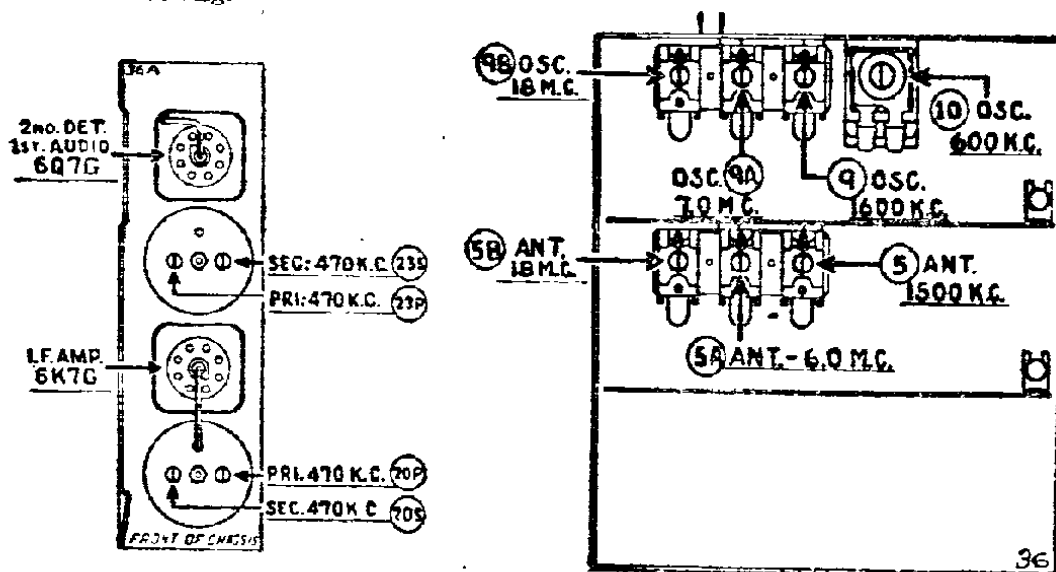 36A
2ND. DET.
1ST. AUDIO
6Q7G
SEC: 470 K.C. 23S
PRI: 470 K.C. 23P
I.F. AMP.
6K7G
PRI. 470 K.C. 20P
SEC. 470 K C 20S
FRONT OF CHASSIS
9B OSC.
18 M.C.
10 OSC.
600 K.C.
OSC. 9A
7.0 M.C.
9 OSC.
1600 K.C.
5B ANT.
18 M.C.
5 ANT.
1500 K.C.
5A ANT. - 6.0 M.C.
36